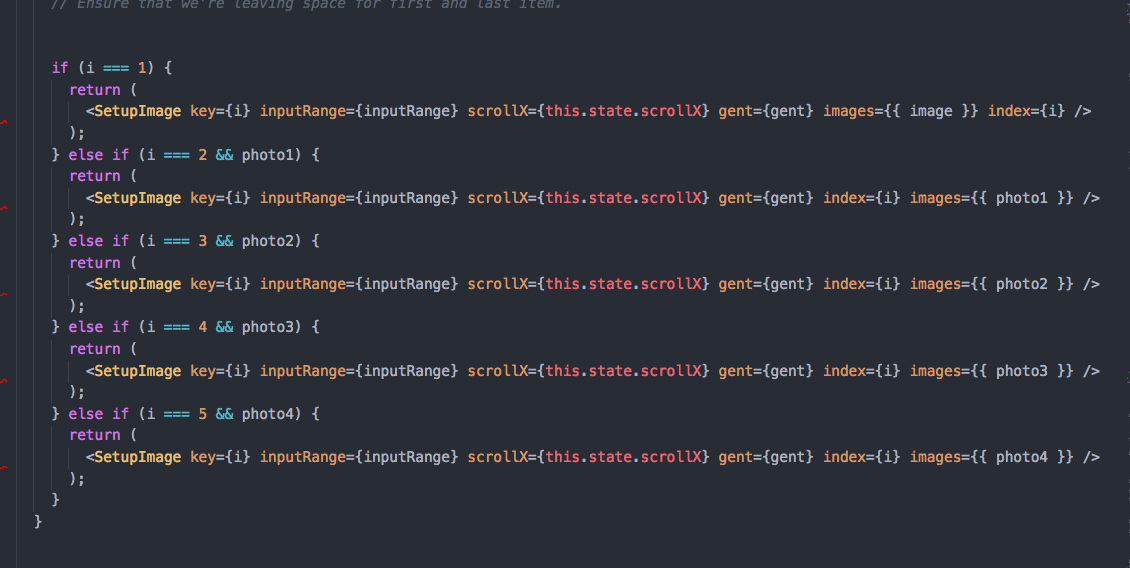 // Ensure that we're leaving space for first and last item.
if (i === 1) {
return (
<SetupImage key={i} inputRange={inputRange} scrollX={this.state.scrollX} gent={gent} images={{ image }} index={i} />
);
} else if (i === 2 && photo1) {
return (
<SetupImage key={i} inputRange={inputRange} scrollX={this.state.scrollX} gent={gent} index={i} images={{ photo1 }} />
);
} else if (i === 3 && photo2) {
return (
<SetupImage key={i} inputRange={inputRange} scrollX={this.state.scrollX} gent={gent} index={i} images={{ photo2 }} />
);
} else if (i === 4 && photo3) {
return (
<SetupImage key={i} inputRange={inputRange} scrollX={this.state.scrollX} gent={gent} index={i} images={{ photo3 }} />
);
} else if (i === 5 && photo4) {
return (
<SetupImage key={i} inputRange={inputRange} scrollX={this.state.scrollX} gent={gent} index={i} images={{ photo4 }} />
);
}
}